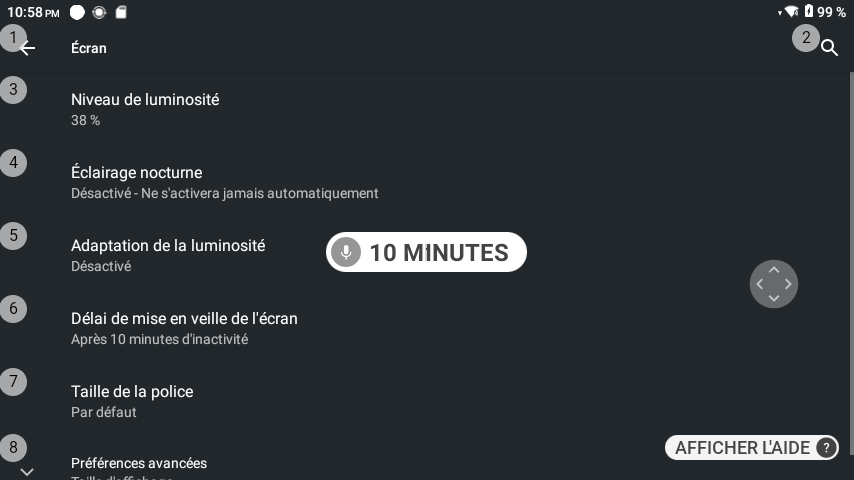 10:58 PM
99 %
1
Écran
2
3
Niveau de luminosité
38 %
4
Éclairage nocturne
Désactivé - Ne s'activera jamais automatiquement
5
Adaptation de la luminosité
Désactivé
10 MINUTES
6
Délai de mise en veille de l'écran
Après 10 minutes d'inactivité
7
Taille de la police
Par défaut
AFFICHER L'AIDE ?
8
Préférences avancées
Taille d'affichage